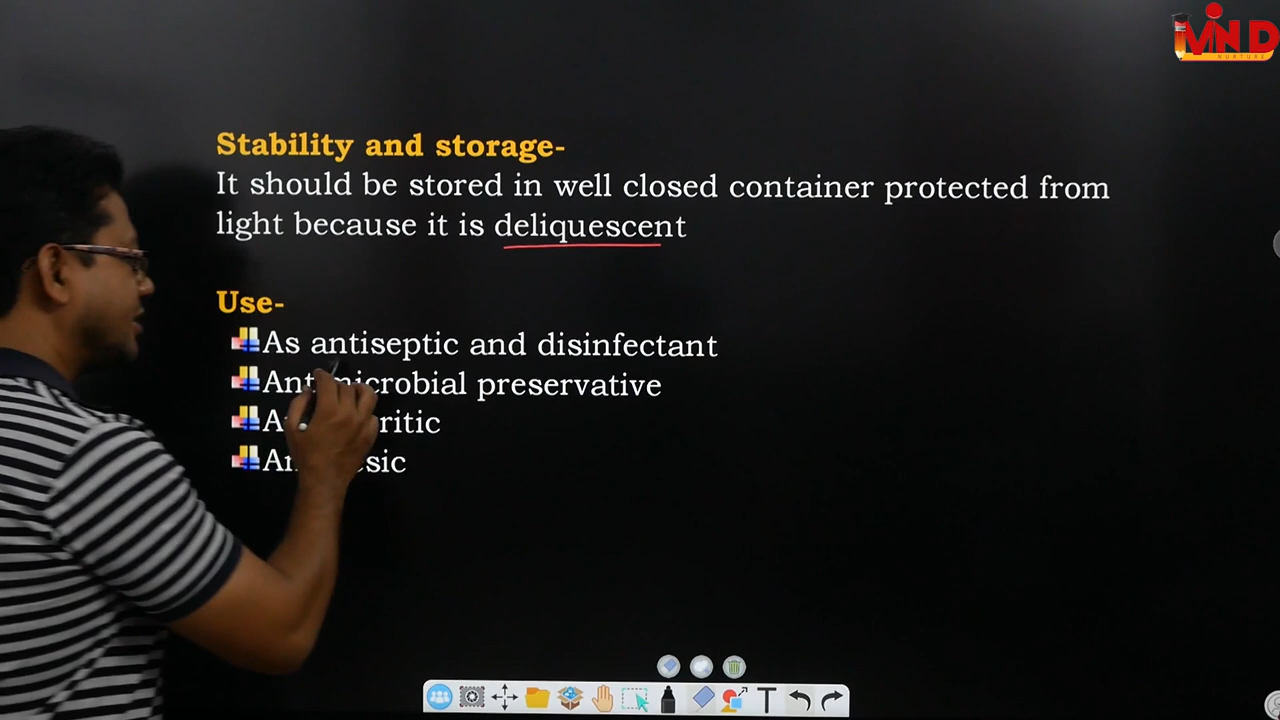 MIND
NURTURE
Stability and storage-
It should be stored in well closed container protected from
light because it is deliquescent
Use-
As antiseptic and disinfectant
preservative
T